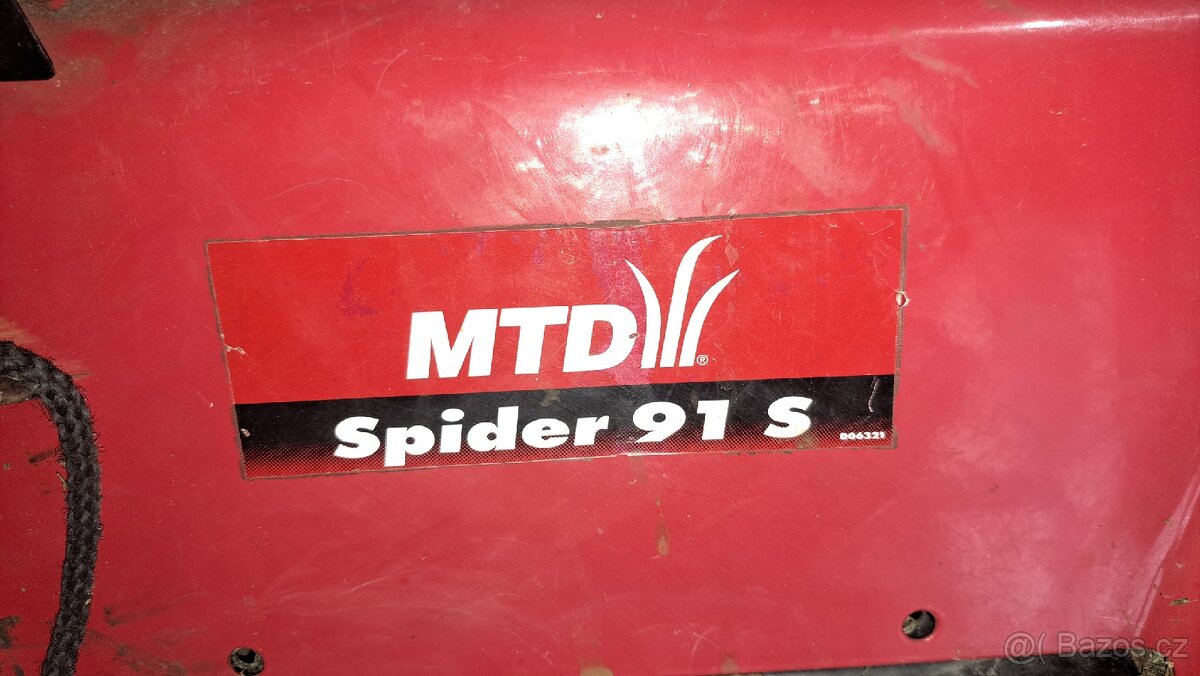 MTD®
Spider 91 S
@( Bazos.cz